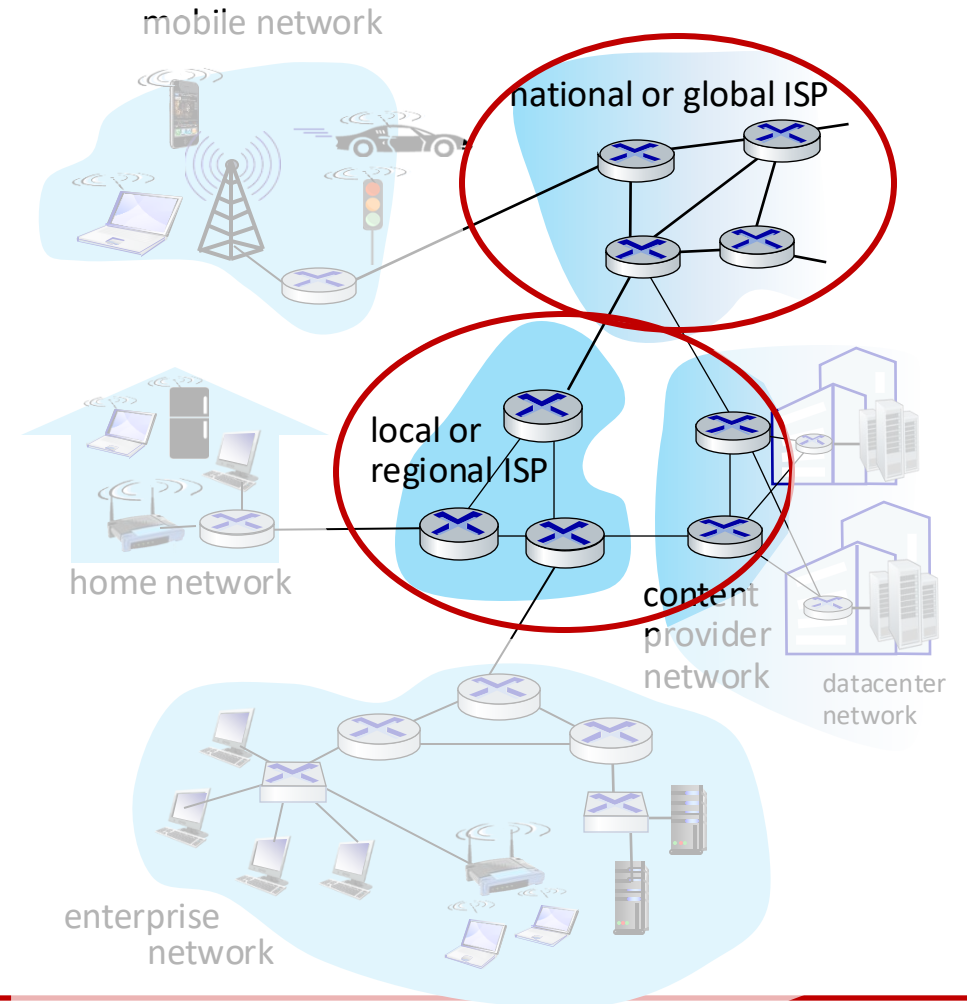 mobile network
national or global ISP
local or
regional ISP
home network
content
provider
network
datacenter
network
enterprise
network